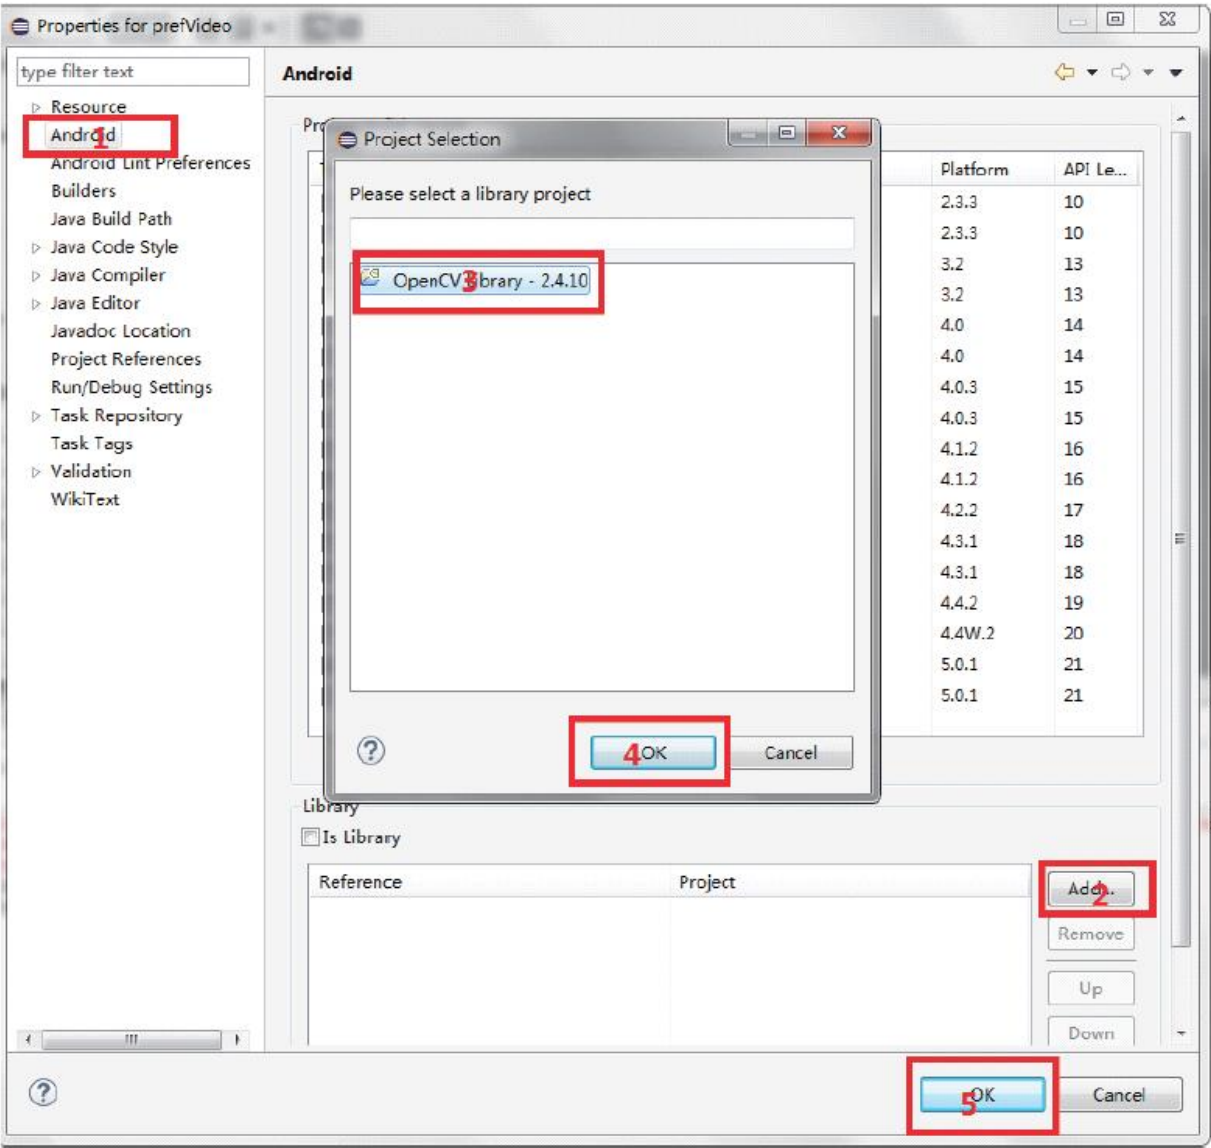 Properties for prefVideo
type filter text
Resource
Android
1
Android Lint Preferences
Builders
Java Build Path
Java Code Style
Java Compiler
Java Editor
Javadoc Location
Project References
Run/Debug Settings
Task Repository
Task Tags
Validation
WikiText
Android
Project Selection
Please select a library project
OpenCV Library - 2.4.10
3
4
OK
Cancel
Platform API Le...
2.3.3 10
2.3.3 10
3.2 13
3.2 13
4.0 14
4.0 14
4.0.3 15
4.0.3 15
4.1.2 16
4.1.2 16
4.2.2 17
4.3.1 18
4.3.1 18
4.4.2 19
4.4W.2 20
5.0.1 21
5.0.1 21
Library
Is Library
Reference Project
Add...
2
Remove
Up
Down
5
OK
Cancel